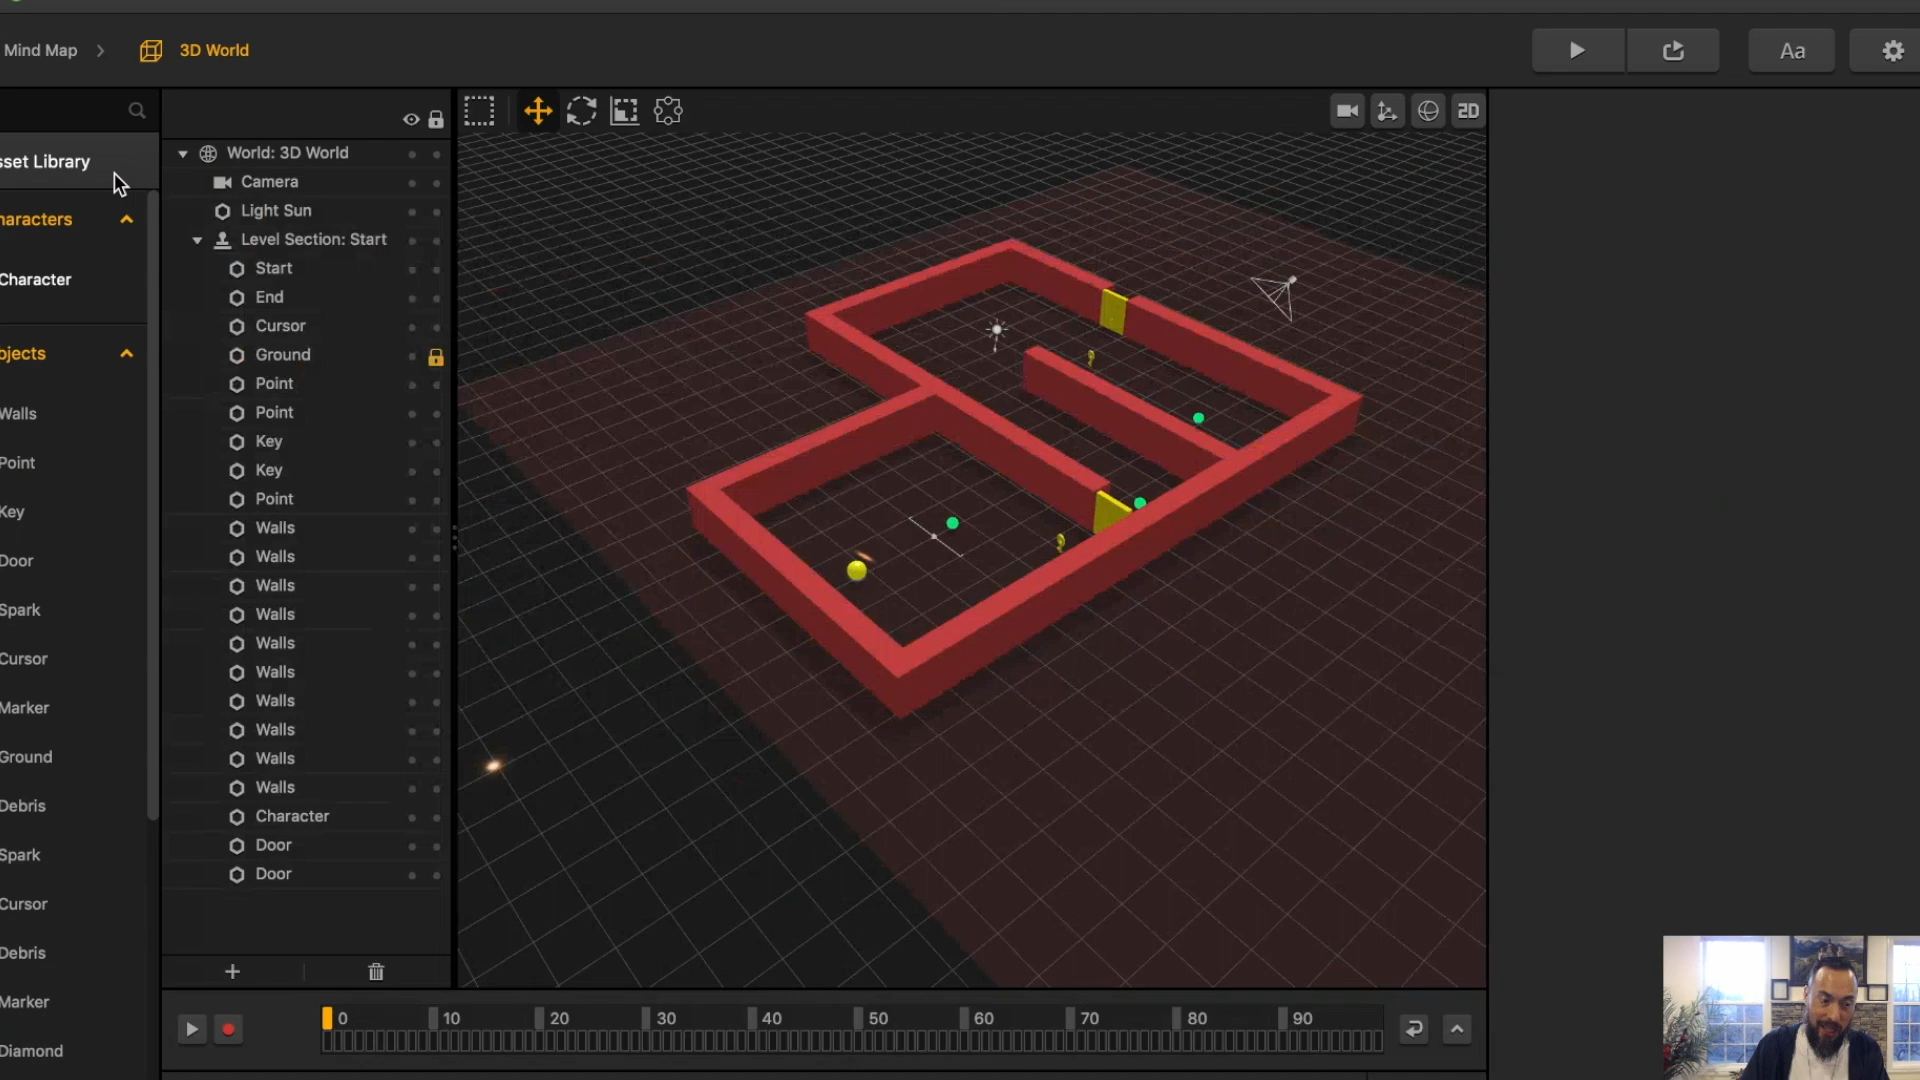 Mind Map
3D World
Aa
sset Library
haracters
Character
bjects
Walls
Point
Key
Door
Spark
Cursor
Marker
Ground
Debris
Spark
Cursor
Debris
Marker
Diamond
World: 3D World
Camera
Light Sun
Level Section: Start
Start
End
Cursor
Ground
Point
Point
Key
Key
Point
Walls
Walls
Walls
Walls
Walls
Walls
Walls
Walls
Walls
Walls
Character
Door
Door
2D
0 10 20 30 40 50 60 70 80 90